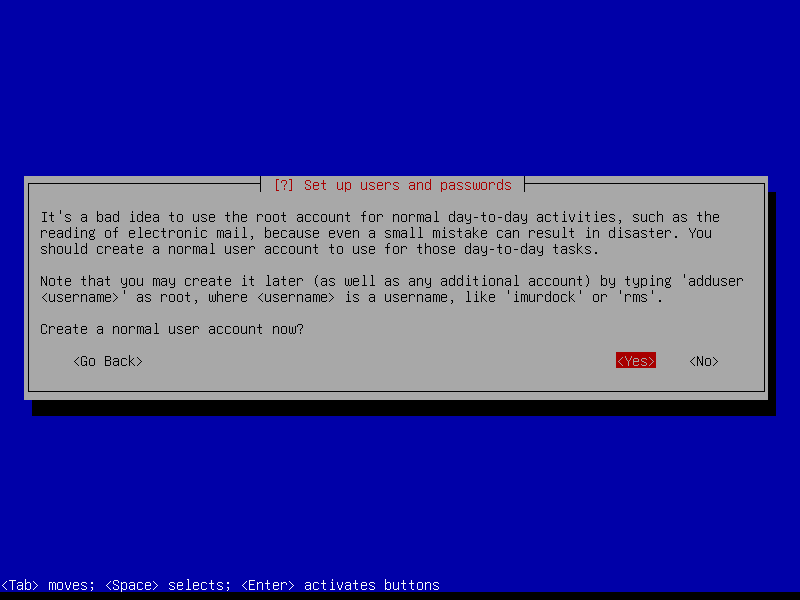 [?] Set up users and passwords
It's a bad idea to use the root account for normal day-to-day activities, such as the
reading of electronic mail, because even a small mistake can result in disaster. You
should create a normal user account to use for those day-to-day tasks.
Note that you may create it later (as well as any additional account) by typing 'adduser
<username>' as root, where <username> is a username, like 'imurdock' or 'rms'.
Create a normal user account now?
<Go Back> <Yes> <No>
<Tab> moves; <Space> selects; <Enter> activates buttons